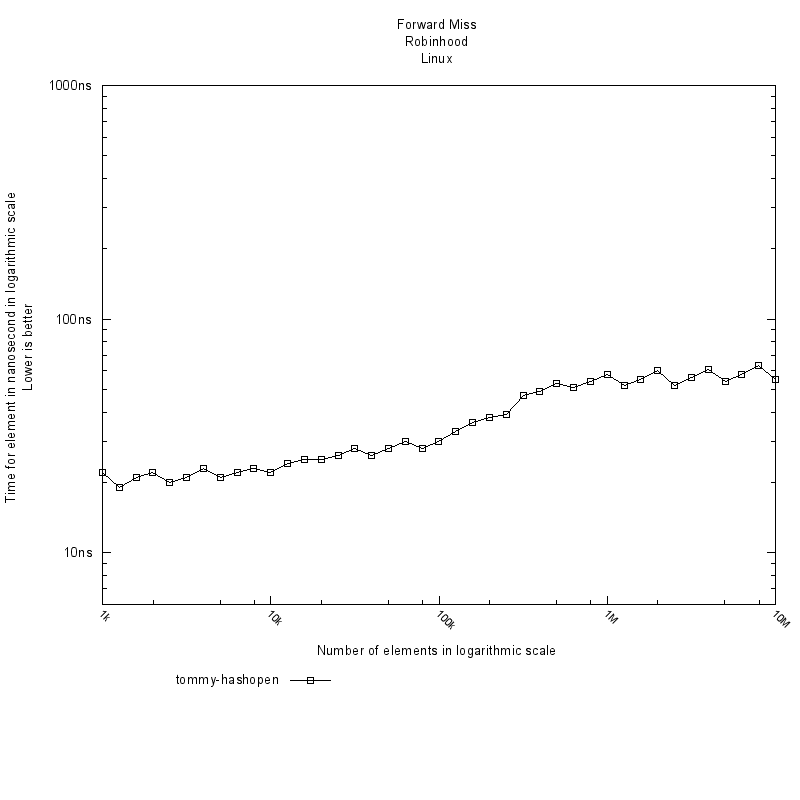 Forward Miss
Robinhood
Linux
1000ns
100ns
10ns
Time for element in nanosecond in logarithmic scale
Lower is better
1k
10k
100k
1M
10M
Number of elements in logarithmic scale
tommy-hashopen